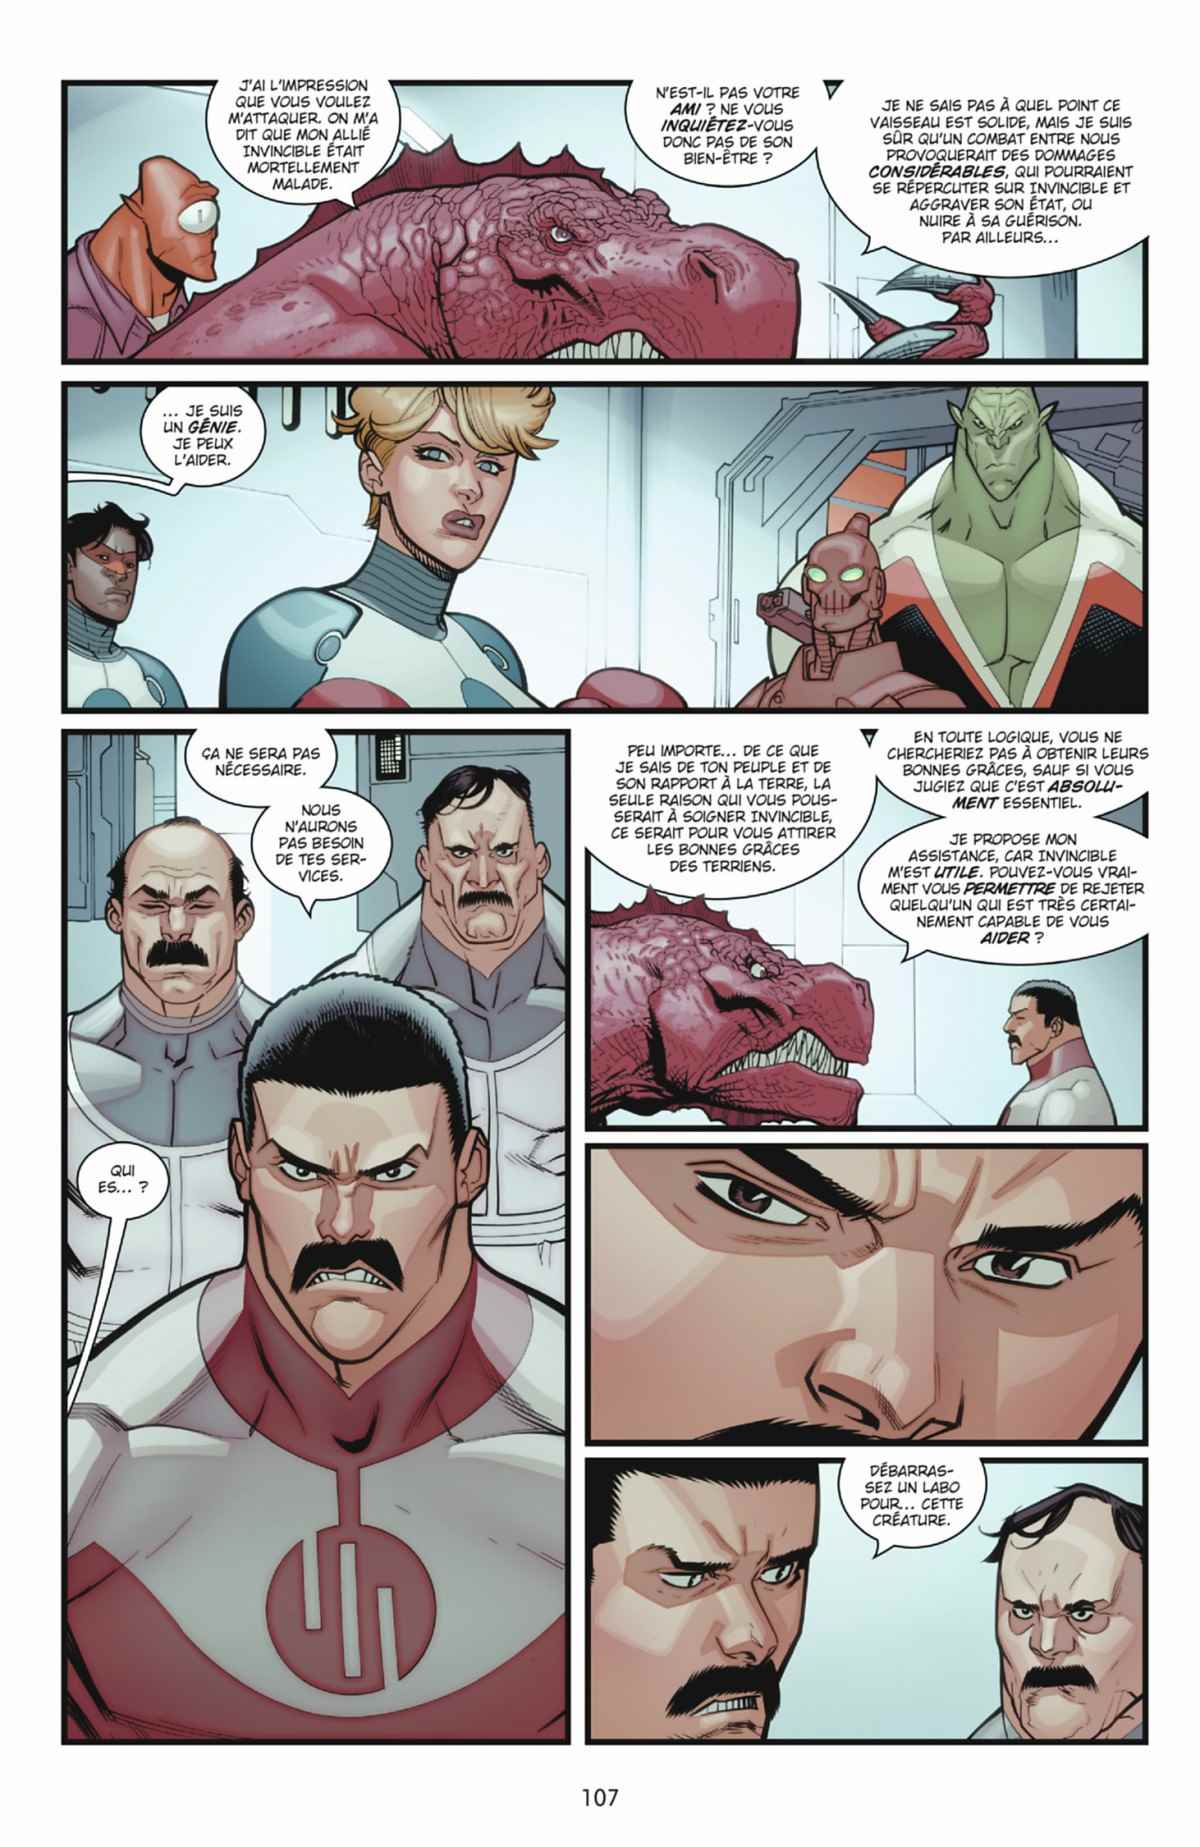 J'AI L'IMPRESSION
QUE VOUS VOULEZ
M'ATTAQUER. ON M'A
DIT QUE MON ALLIÉ
INVINCIBLE ÉTAIT
MORTELLEMENT
MALADE.
N'EST-IL PAS VOTRE
AMI ? NE VOUS
INQUIÉTEZ-VOUS
DONC PAS DE SON
BIEN-ÊTRE ?
JE NE SAIS PAS À QUEL POINT CE
VAISSEAU EST SOLIDE, MAIS JE SUIS
SÛR QU'UN COMBAT ENTRE NOUS
PROVOQUERAIT DES DOMMAGES
CONSIDÉRABLES, QUI POURRAIENT
SE RÉPERCUTER SUR INVINCIBLE ET
AGGRAVER SON ÉTAT, OU
NUIRE À SA GUÉRISON.
PAR AILLEURS...
... JE SUIS
UN GÉNIE.
JE PEUX
L'AIDER.
ÇA NE SERA PAS
NÉCESSAIRE.
NOUS
N'AURONS
PAS BESOIN
DE TES SER-
VICES.
QUI
ES... ?
PEU IMPORTE... DE CE QUE
JE SAIS DE TON PEUPLE ET DE
SON RAPPORT À LA TERRE, LA
SEULE RAISON QUI VOUS POUS-
SERAIT À SOIGNER INVINCIBLE,
CE SERAIT POUR VOUS ATTIRER
LES BONNES GRÂCES
DES TERRIENS.
EN TOUTE LOGIQUE, VOUS NE
CHERCHERIEZ PAS À OBTENIR LEURS
BONNES GRÂCES, SAUF SI VOUS
JUGIEZ QUE C'EST ABSOLU-
MENT ESSENTIEL.
JE PROPOSE MON
ASSISTANCE, CAR INVINCIBLE
M'EST UTILE. POUVEZ-VOUS VRAI-
MENT VOUS PERMETTRE DE REJETER
QUELQU'UN QUI EST TRÈS CERTAI-
NEMENT CAPABLE DE VOUS
AIDER ?
DÉBARRAS-
SEZ UN LABO
POUR... CETTE
CRÉATURE.
107